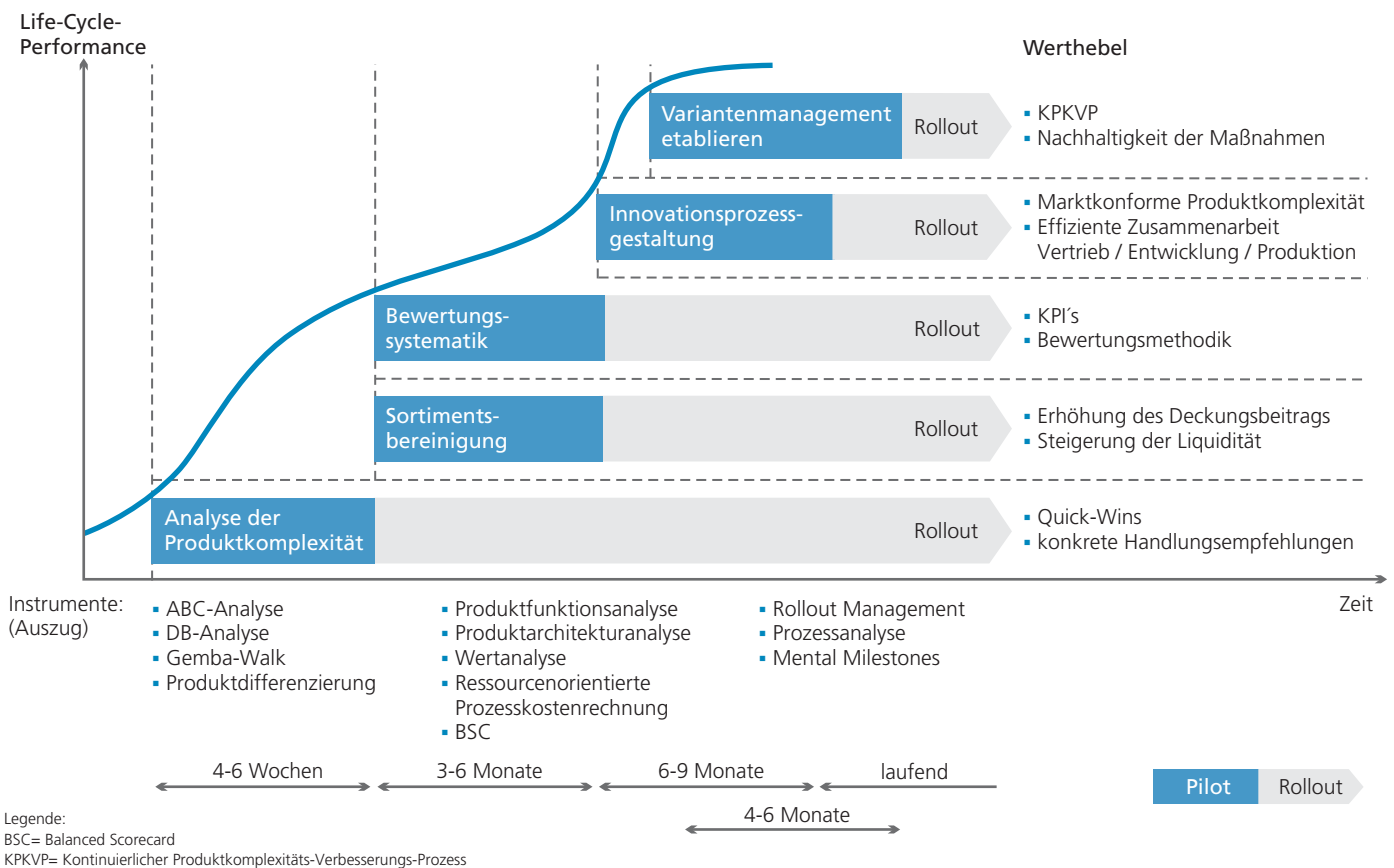 Life-Cycle-
Performance
Werthebel
Variantenmanagement
etablieren
Rollout
▪ KPKVP
▪ Nachhaltigkeit der Maßnahmen
Innovationsprozess-
gestaltung
Rollout
▪ Marktkonforme Produktkomplexität
▪ Effiziente Zusammenarbeit
Vertrieb / Entwicklung / Produktion
Bewertungs-
systematik
Rollout
▪ KPI´s
▪ Bewertungsmethodik
Sortiments-
bereinigung
Rollout
▪ Erhöhung des Deckungsbeitrags
▪ Steigerung der Liquidität
Analyse der
Produktkomplexität
Rollout
▪ Quick-Wins
▪ konkrete Handlungsempfehlungen
Zeit
Instrumente:
(Auszug)
▪ ABC-Analyse
▪ DB-Analyse
▪ Gemba-Walk
▪ Produktdifferenzierung
▪ Produktfunktionsanalyse
▪ Produktarchitekturanalyse
▪ Wertanalyse
▪ Ressourcenorientierte
Prozesskostenrechnung
▪ BSC
▪ Rollout Management
▪ Prozessanalyse
▪ Mental Milestones
4-6 Wochen
3-6 Monate
6-9 Monate
laufend
4-6 Monate
Pilot
Rollout
Legende:
BSC= Balanced Scorecard
KPKVP= Kontinuierlicher Produktkomplexitäts-Verbesserungs-Prozess